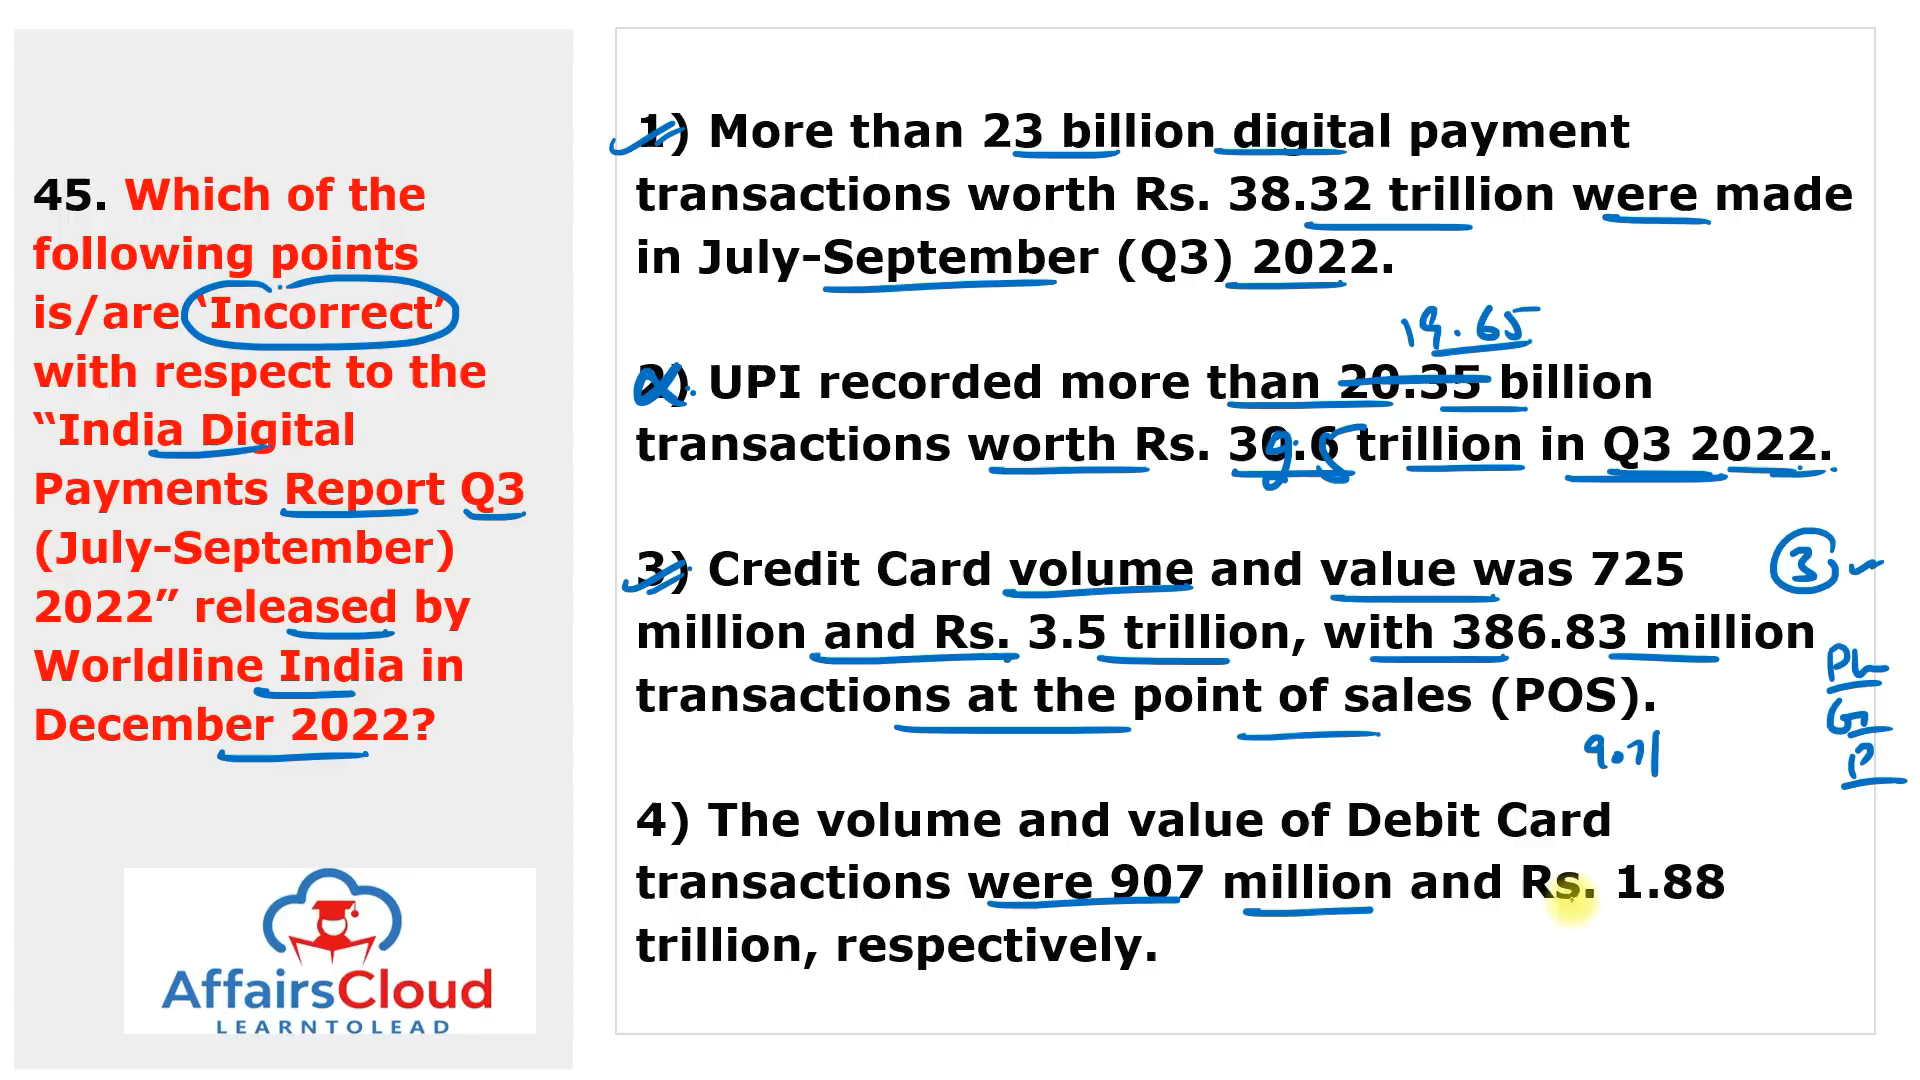 45. Which of the
following points
is/are ‘Incorrect’
with respect to the
“India Digital
Payments Report Q3
(July-September)
2022” released by
Worldline India in
December 2022?
AffairsCloud
LEARNTOLEAD
1) More than 23 billion digital payment
transactions worth Rs. 38.32 trillion were made
in July-September (Q3) 2022.
19.65
2) UPI recorded more than 20.35 billion
transactions worth Rs. 30.6 trillion in Q3 2022.
3) Credit Card volume and value was 725
3
million and Rs. 3.5 trillion, with 386.83 million
transactions at the point of sales (POS).
4) The volume and value of Debit Card
transactions were 907 million and Rs. 1.88
trillion, respectively.